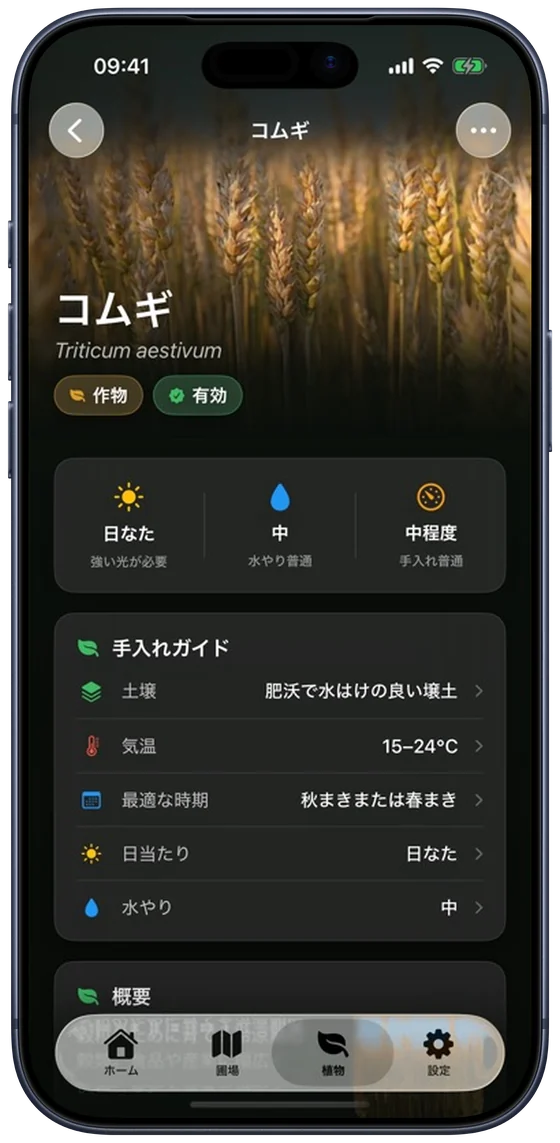 09:41
コムギ
コムギ
Triticum aestivum
作物
有効
日なた
中
中程度
強い光が必要
水やり普通
手入れ普通
手入れガイド
土壌
肥沃で水はけの良い壌土
気温
15–24°C
最適な時期
秋まきまたは春まき
日当たり
日なた
水やり
中
概要
ホーム
圃場
植物
設定